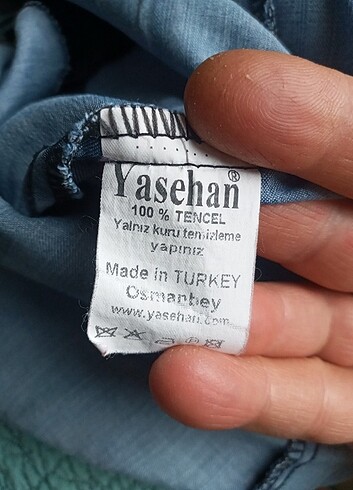 Yasehan®
100 % TENCEL
Yalnız kuru temizleme
yapınız
Made in TURKEY
Osmanbey
www.yasehan.com